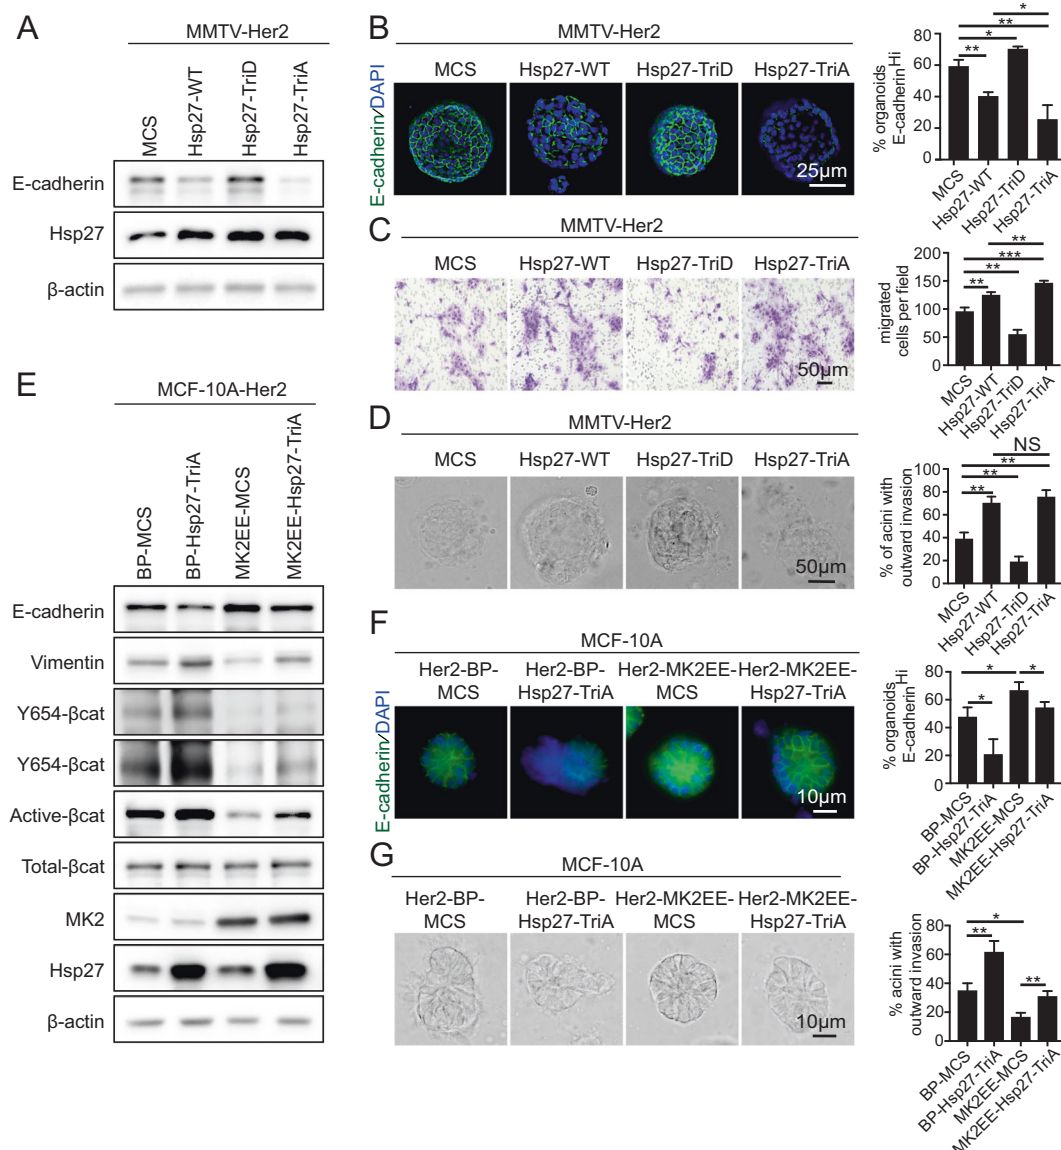 A
MMTV-Her2
MCS
Hsp27-WT
Hsp27-TriD
Hsp27-TriA
E-cadherin
Hsp27
β-actin
B
MMTV-Her2
MCS Hsp27-WT Hsp27-TriD Hsp27-TriA
E-cadherin/DAPI
25µm
% organoids
E-cadherinHi
80
60
40
20
0
**
*
**
*
MCS
Hsp27-WT
Hsp27-TriD
Hsp27-TriA
C
MMTV-Her2
MCS Hsp27-WT Hsp27-TriD Hsp27-TriA
50µm
migrated
cells per field
200
150
100
50
0
**
**
***
**
MCS
Hsp27-WT
Hsp27-TriD
Hsp27-TriA
D
MMTV-Her2
MCS Hsp27-WT Hsp27-TriD Hsp27-TriA
50µm
% of acini with
outward invasion
100
80
60
40
20
0
NS
**
**
**
MCS
Hsp27-WT
Hsp27-TriD
Hsp27-TriA
E
MCF-10A-Her2
BP-MCS
BP-Hsp27-TriA
MK2EE-MCS
MK2EE-Hsp27-TriA
E-cadherin
Vimentin
Y654-βcat
Y654-βcat
Active-βcat
Total-βcat
MK2
Hsp27
β-actin
F
MCF-10A
Her2-BP- Her2-BP- Her2-MK2EE- Her2-MK2EE-
MCS Hsp27-TriA MCS Hsp27-TriA
E-cadherin/DAPI
10µm
% organoids
E-cadherinHi
80
60
40
20
0
* *
*
BP-MCS
BP-Hsp27-TriA
MK2EE-MCS
MK2EE-Hsp27-TriA
G
MCF-10A
Her2-BP- Her2-BP- Her2-MK2EE- Her2-MK2EE-
MCS Hsp27-TriA MCS Hsp27-TriA
10µm
% acini with
outward invasion
80
60
40
20
0
*
**
**
BP-MCS
BP-Hsp27-TriA
MK2EE-MCS
MK2EE-Hsp27-TriA